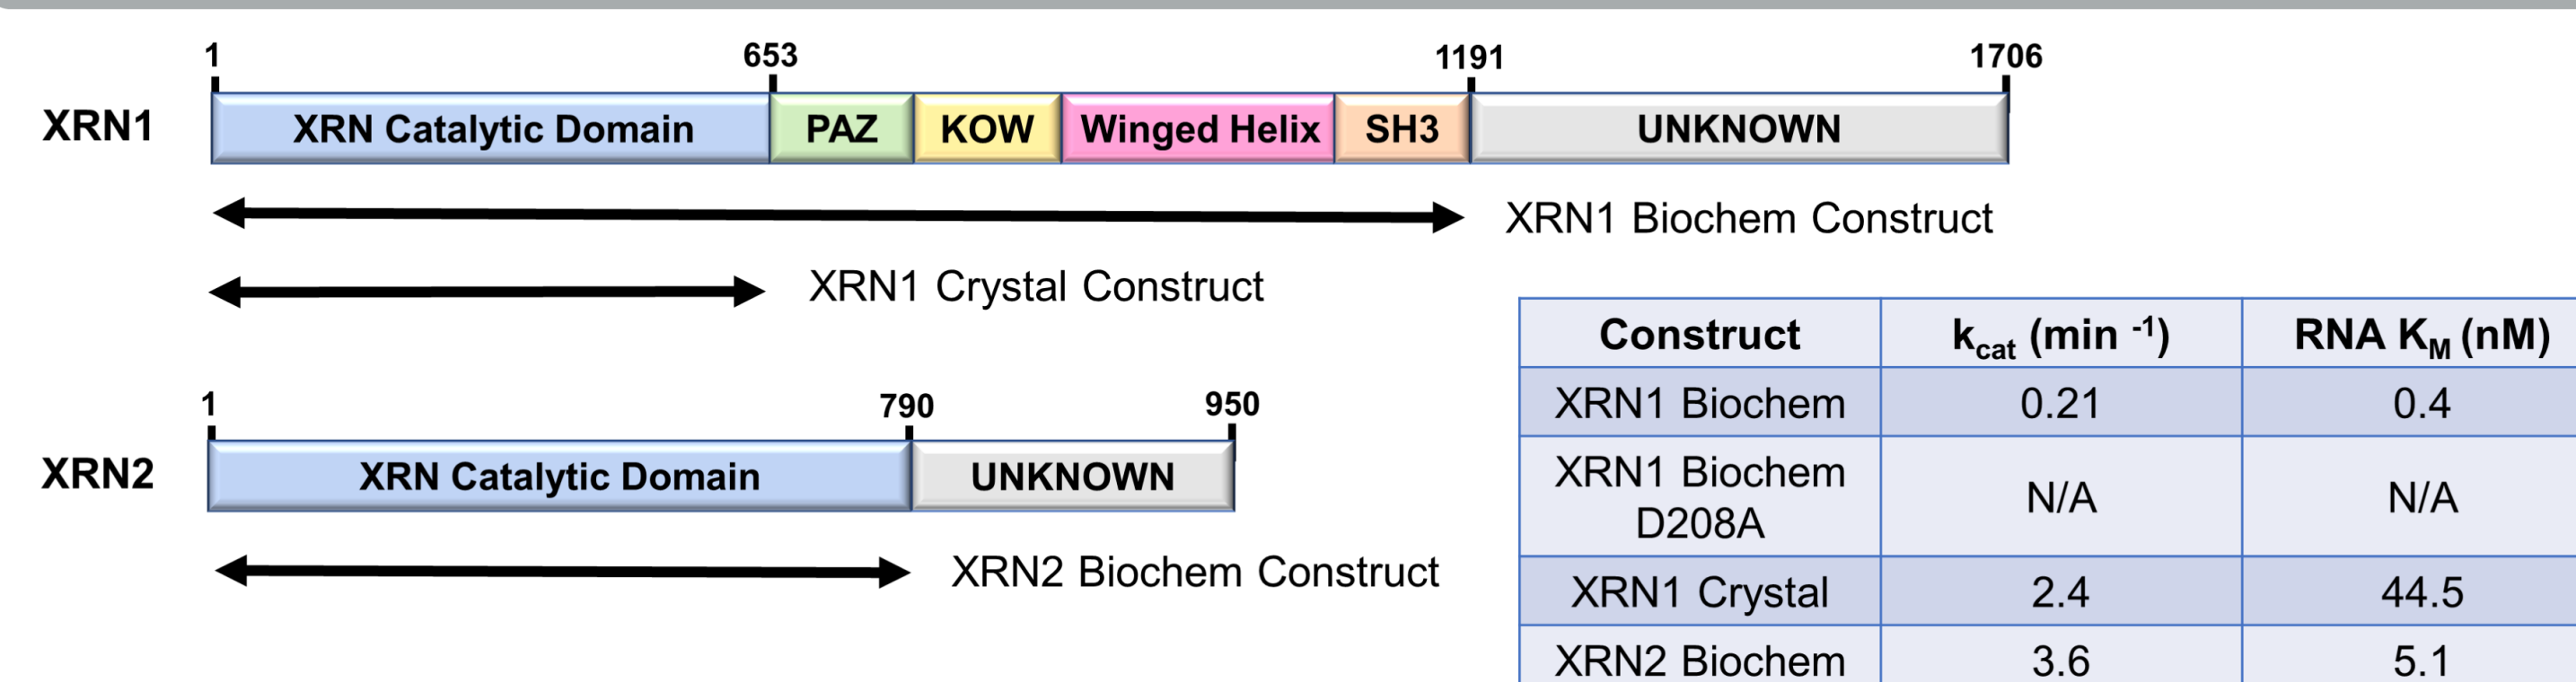 1 653 1191 1706
XRN1 XRN Catalytic Domain PAZ KOW Winged Helix SH3 UNKNOWN
XRN1 Biochem Construct
XRN1 Crystal Construct
1 790 950
XRN2 XRN Catalytic Domain UNKNOWN
XRN2 Biochem Construct
Construct kcat (min -1) RNA KM (nM)
XRN1 Biochem 0.21 0.4
XRN1 Biochem
D208A N/A N/A
XRN1 Crystal 2.4 44.5
XRN2 Biochem 3.6 5.1